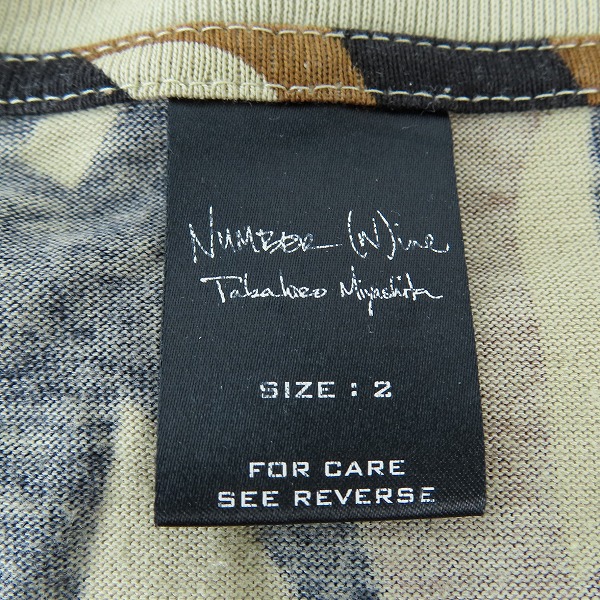 NUMBER (N)ine
Takahiro Miyashita
SIZE : 2
FOR CARE
SEE REVERSE